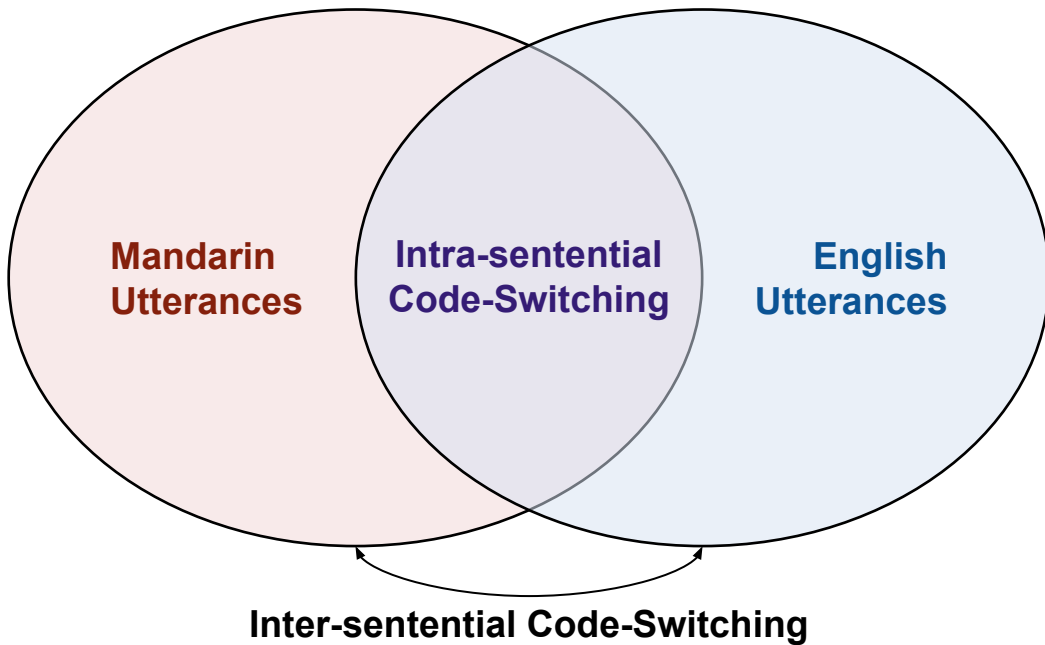 Mandarin
Utterances
Intra-sentential
Code-Switching
English
Utterances
Inter-sentential Code-Switching